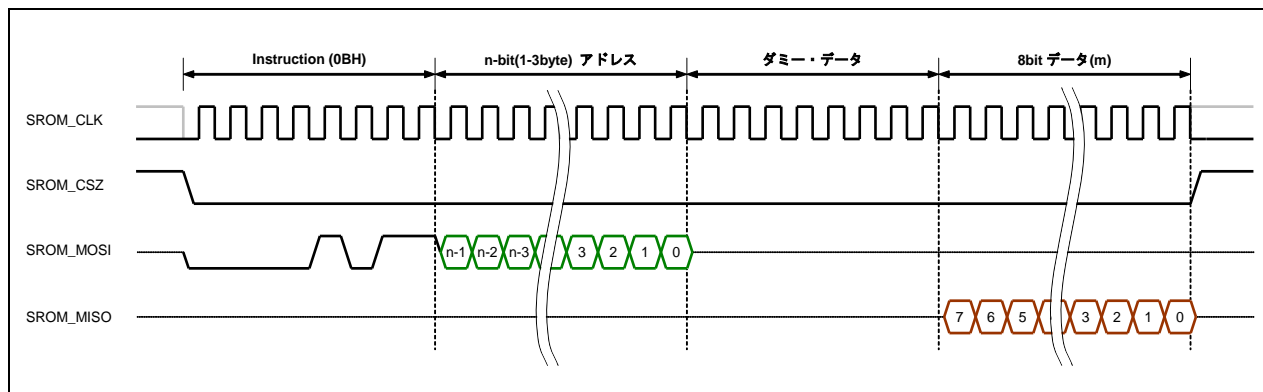 Instruction (0BH) n-bit(1-3byte) アドレス ダミー・データ 8bit データ(m)
SROM_CLK
SROM_CSZ
SROM_MOSI n-1 n-2 n-3 3 2 1 0
SROM_MISO 7 6 5 3 2 1 0